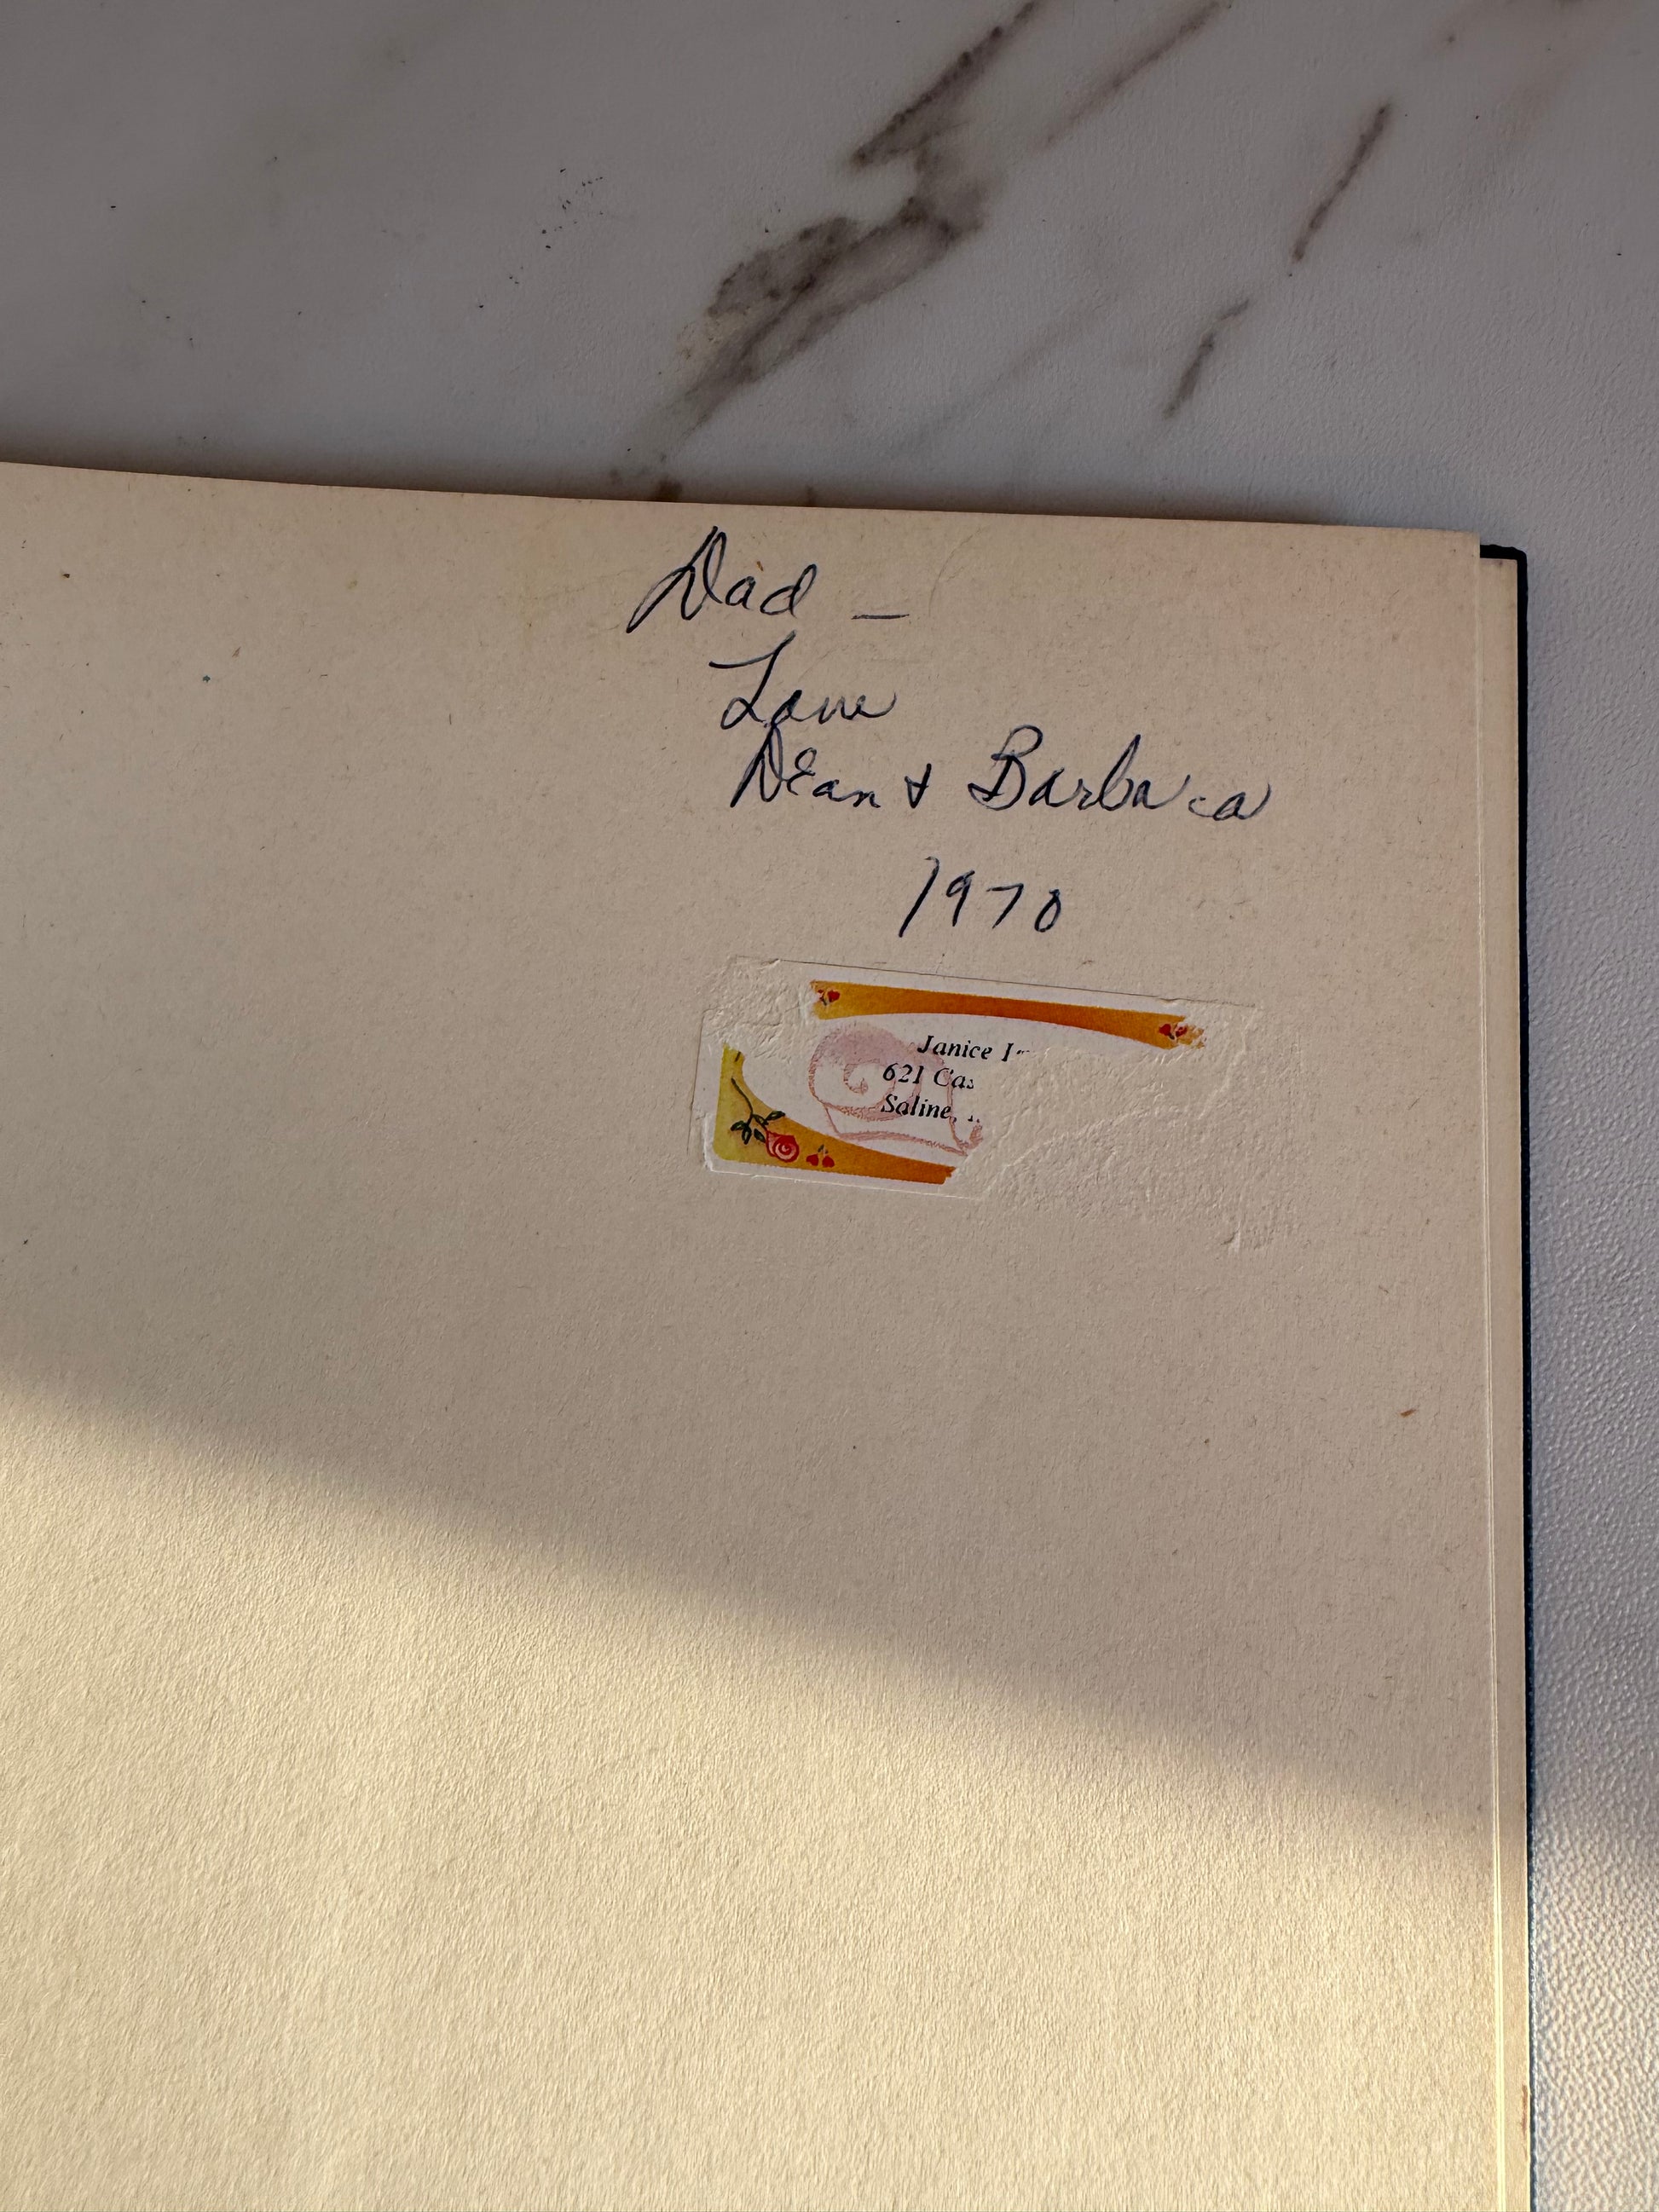 Dad —
Love
Dean + Barbara
1970
Janice
621
Saline,